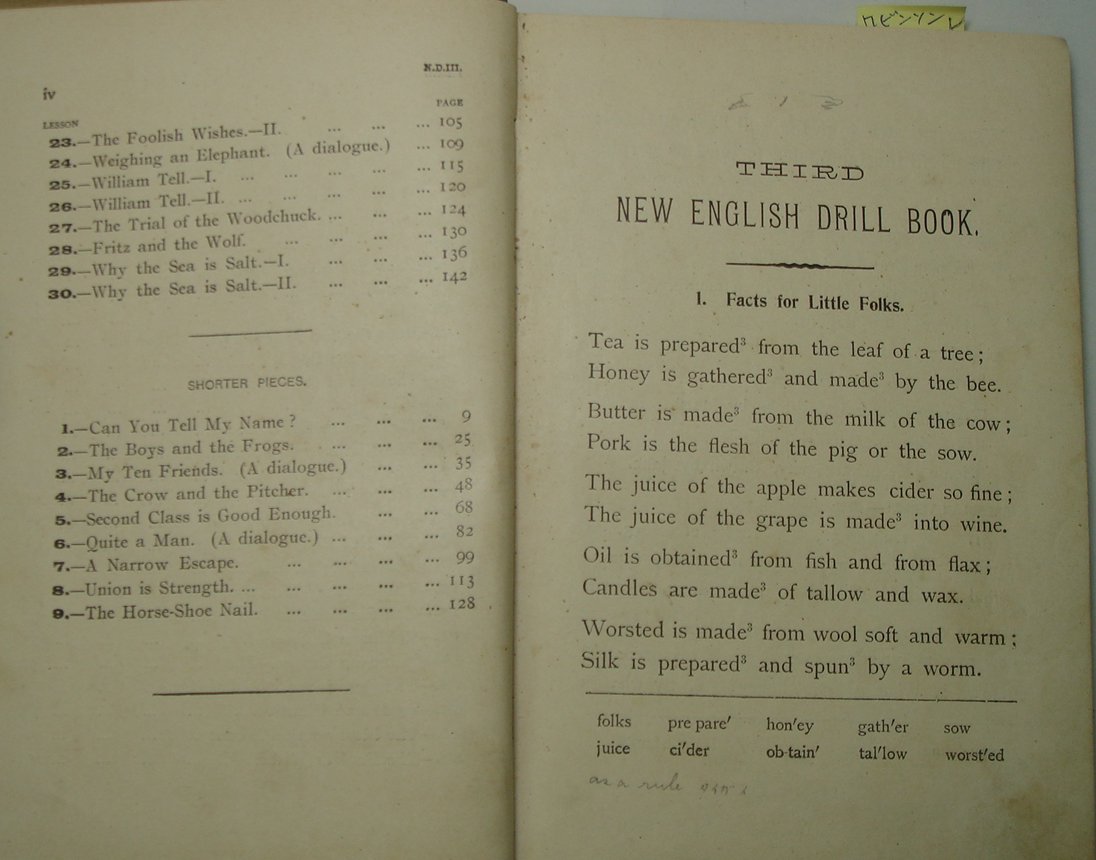 iv
N.D.III.
LESSON PAGE
23.—The Foolish Wishes.—II. ... ... ... 105
24.—Weighing an Elephant. (A dialogue.) ... 109
25.—William Tell.—I. ... ... ... ... 115
26.—William Tell.—II. ... ... ... ... 120
27.—The Trial of the Woodchuck. ... ... ... 124
28.—Fritz and the Wolf. ... ... ... ... 130
29.—Why the Sea is Salt.—I. ... ... ... 136
30.—Why the Sea is Salt.—II. ... ... ... 142
SHORTER PIECES.
1.—Can You Tell My Name? ... ... ... 9
2.—The Boys and the Frogs. ... ... ... 25
3.—My Ten Friends. (A dialogue.) ... ... 35
4.—The Crow and the Pitcher. ... ... ... 48
5.—Second Class is Good Enough. ... ... 68
6.—Quite a Man. (A dialogue.) ... ... ... 82
7.—A Narrow Escape. ... ... ... ... 99
8.—Union is Strength. ... ... ... ... ... 113
9.—The Horse-Shoe Nail. ... ... ... ... 128
ロビンソン
THIRD
NEW ENGLISH DRILL BOOK.
1. Facts for Little Folks.
Tea is prepared³ from the leaf of a tree;
Honey is gathered³ and made³ by the bee.
Butter is made³ from the milk of the cow;
Pork is the flesh of the pig or the sow.
The juice of the apple makes cider so fine;
The juice of the grape is made³ into wine.
Oil is obtained³ from fish and from flax;
Candles are made³ of tallow and wax.
Worsted is made³ from wool soft and warm;
Silk is prepared³ and spun³ by a worm.
folks pre pare' hon'ey gath'er sow
juice ci'der ob-tain' tal'low worst'ed
as a rule